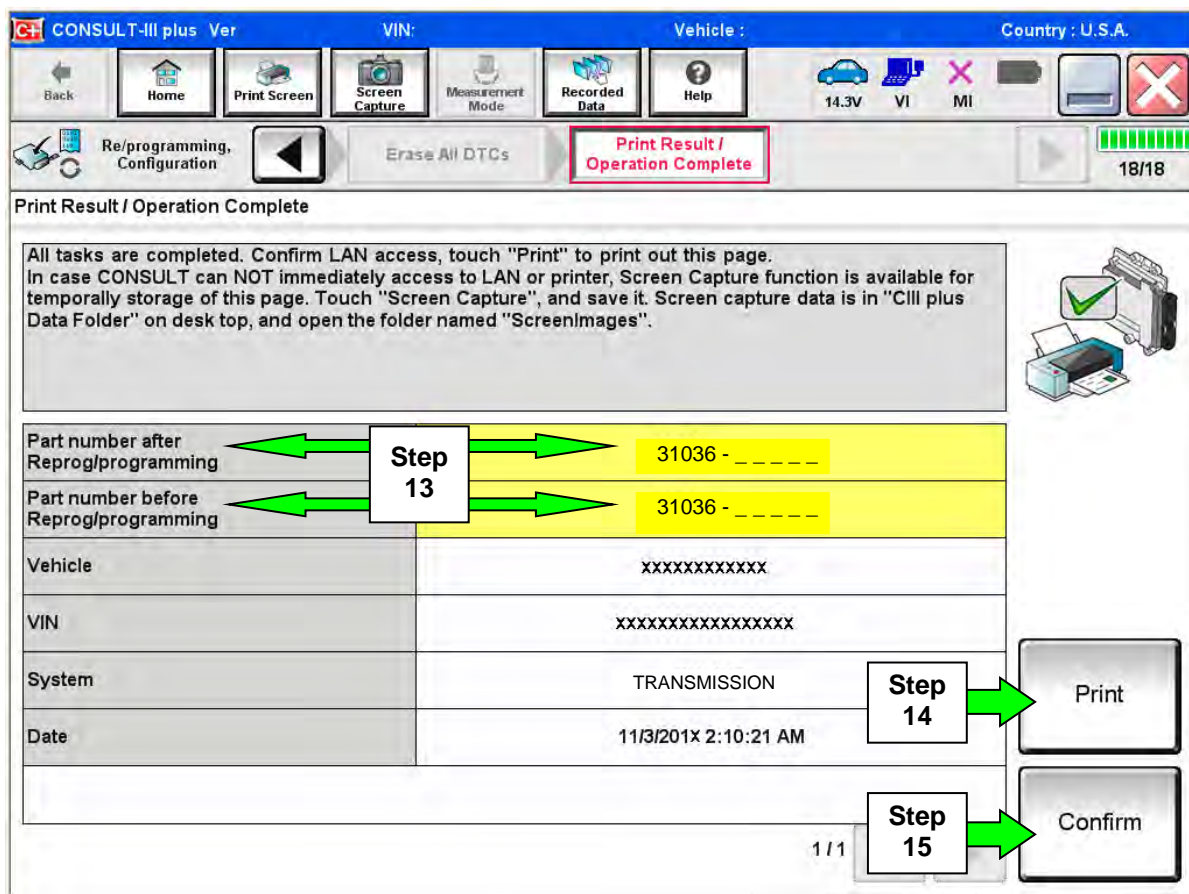 C+ CONSULT-III plus Ver VIN: Vehicle : Country : U.S.A.
Back
Home
Print Screen
Screen
Capture
Measurement
Mode
Recorded
Data
Help
14.3V VI MI
Re/programming,
Configuration
Erase All DTCs
Print Result /
Operation Complete
18/18
Print Result / Operation Complete
All tasks are completed. Confirm LAN access, touch "Print" to print out this page.
In case CONSULT can NOT immediately access to LAN or printer, Screen Capture function is available for
temporally storage of this page. Touch "Screen Capture", and save it. Screen capture data is in "CIII plus
Data Folder" on desk top, and open the folder named "ScreenImages".
Part number after
Reprog/programming
31036 - _ _ _ _ _
Step
13
Part number before
Reprog/programming
31036 - _ _ _ _ _
Vehicle
xxxxxxxxxxxx
VIN
xxxxxxxxxxxxxxxxx
System
TRANSMISSION
Step
14
Print
Date
11/3/201X 2:10:21 AM
Step
15
Confirm
1 / 1